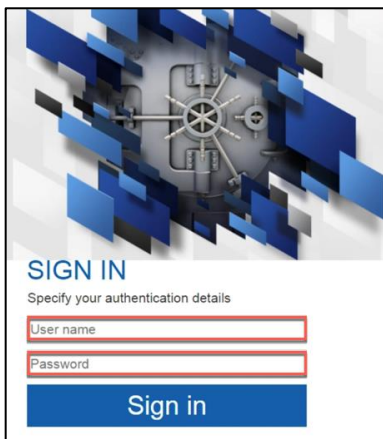 SIGN IN
Specify your authentication details
User name
Password
Sign in